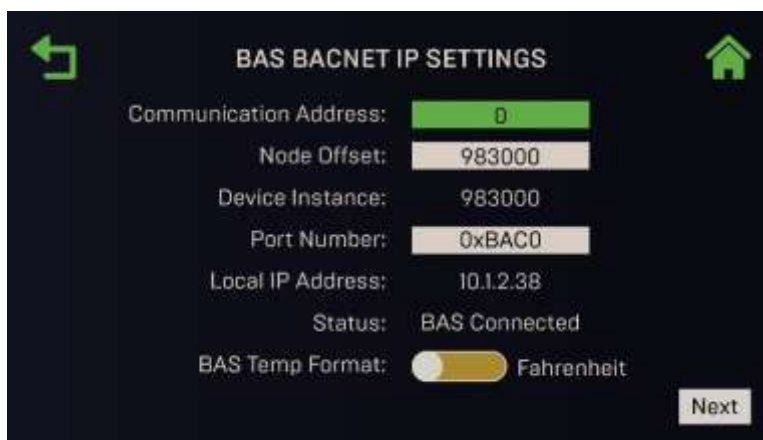 BAS BACNET IP SETTINGS
Communication Address: 0
Node Offset: 983000
Device Instance: 983000
Port Number: 0xBAC0
Local IP Address: 10.1.2.38
Status: BAS Connected
BAS Temp Format: Fahrenheit
Next